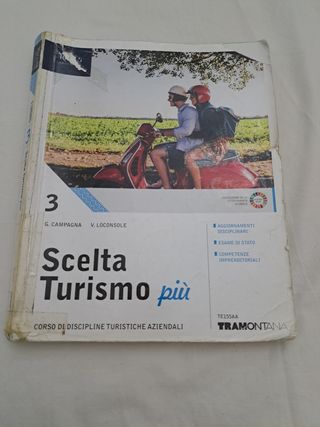 3
G. CAMPAGNA V. LOCONSOLE
Scelta
Turismo più
CORSO DI DISCIPLINE TURISTICHE AZIENDALI
AGGIORNAMENTI
DISCIPLINARI
ESAME DI STATO
COMPETENZE
IMPRENDITORIALI
TE155AA
TRAMONTANA